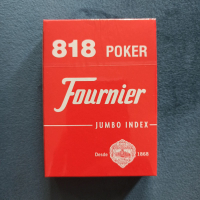 818 POKER
Fournier
JUMBO INDEX
Desde 1868